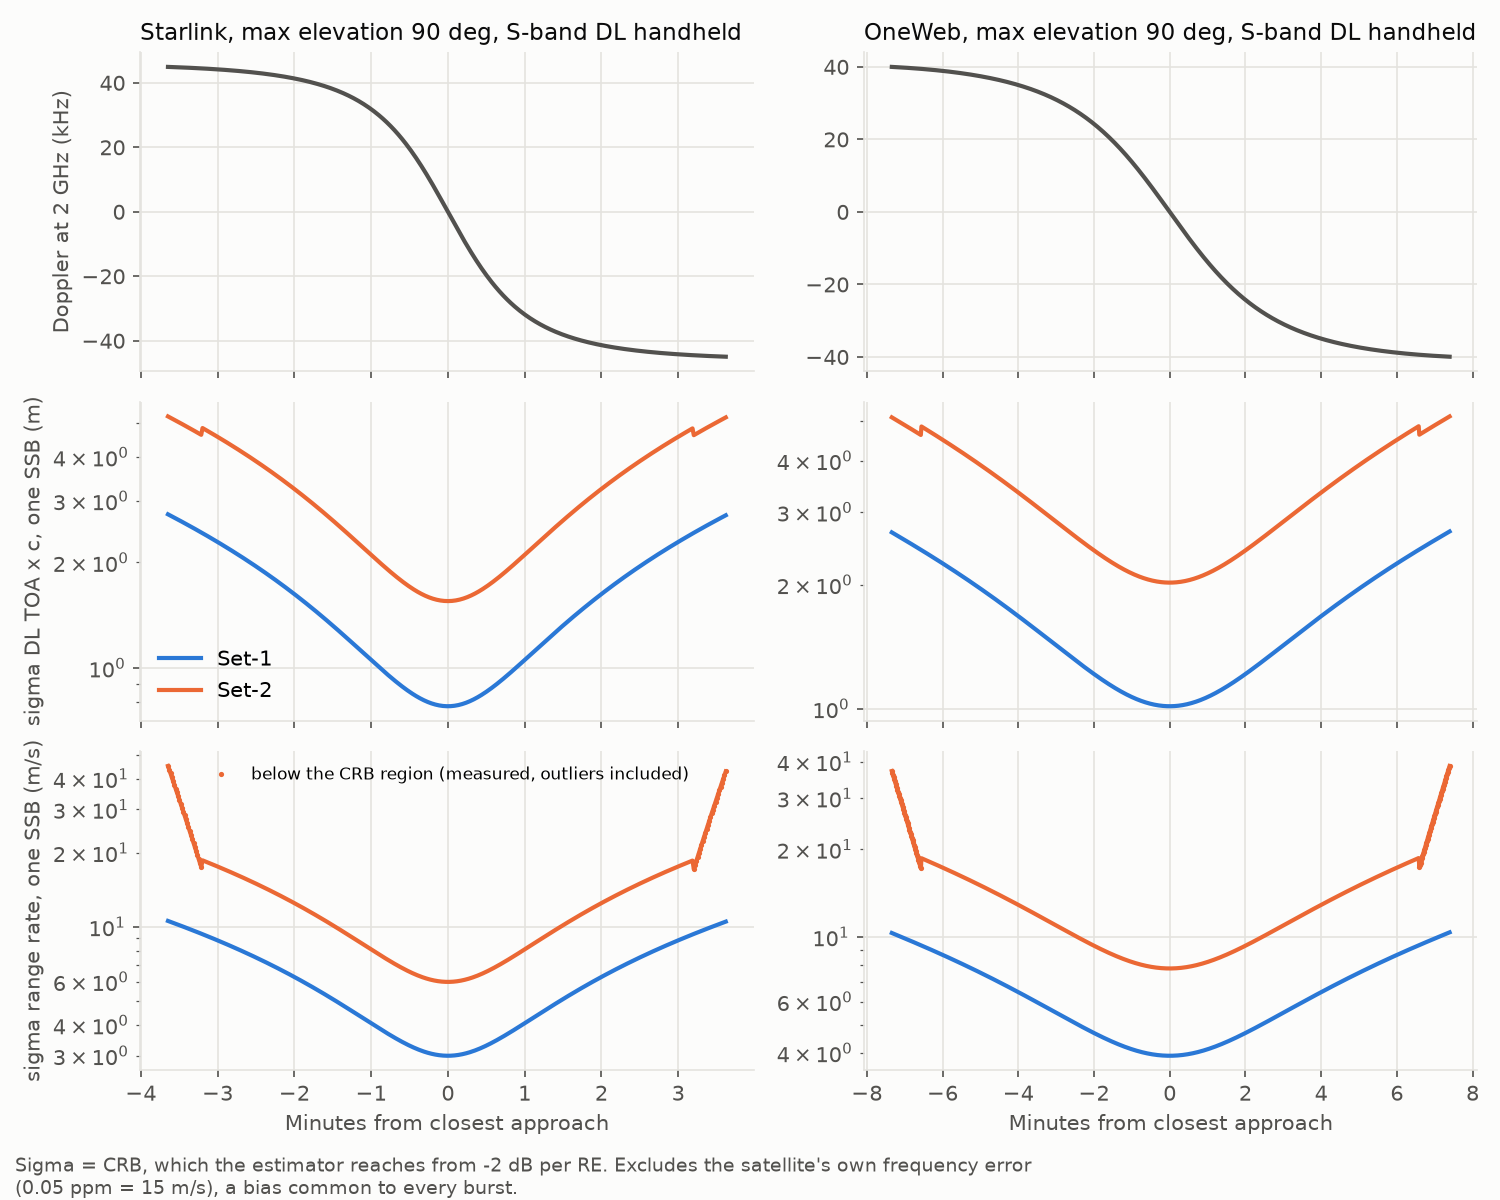 Starlink, max elevation 90 deg, S-band DL handheld
OneWeb, max elevation 90 deg, S-band DL handheld
Doppler at 2 GHz (kHz)
40
20
0
−20
−40
40
20
0
−20
−40
sigma DL TOA x c, one SSB (m)
4 × 10⁰
3 × 10⁰
2 × 10⁰
10⁰
Set-1
Set-2
4 × 10⁰
3 × 10⁰
2 × 10⁰
10⁰
sigma range rate, one SSB (m/s)
4 × 10¹
3 × 10¹
2 × 10¹
10¹
6 × 10⁰
4 × 10⁰
3 × 10⁰
below the CRB region (measured, outliers included)
4 × 10¹
3 × 10¹
2 × 10¹
10¹
6 × 10⁰
4 × 10⁰
−4 −3 −2 −1 0 1 2 3
Minutes from closest approach
−8 −6 −4 −2 0 2 4 6 8
Minutes from closest approach
Sigma = CRB, which the estimator reaches from -2 dB per RE. Excludes the satellite's own frequency error
(0.05 ppm = 15 m/s), a bias common to every burst.